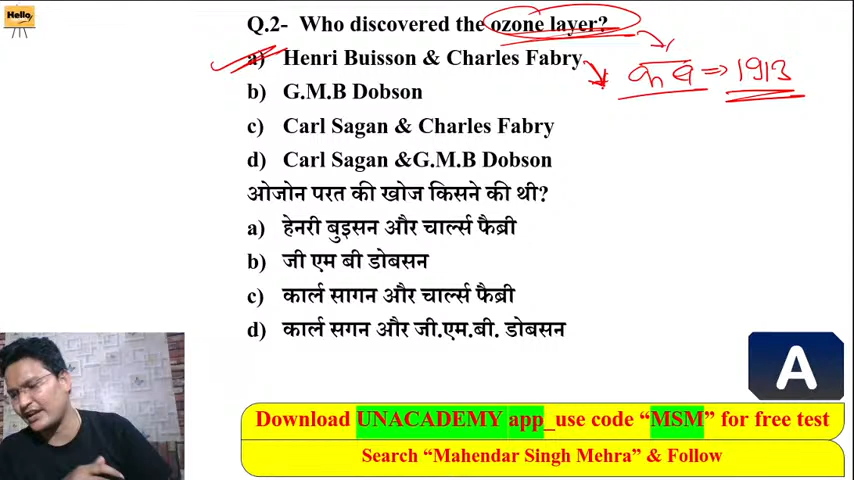 Hello
Q.2- Who discovered the ozone layer?
a) Henri Buisson & Charles Fabry
कब ⇒ 1913
b) G.M.B Dobson
c) Carl Sagan & Charles Fabry
d) Carl Sagan &G.M.B Dobson
ओजोन परत की खोज किसने की थी?
a) हेनरी बुइसन और चार्ल्स फैब्री
b) जी एम बी डोबसन
c) कार्ल सागन और चार्ल्स फैब्री
d) कार्ल सगन और जी.एम.बी. डोबसन
A
Download UNACADEMY app_use code “MSM” for free test
Search “Mahendar Singh Mehra” & Follow